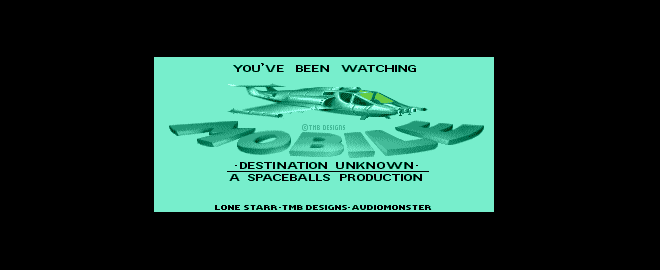 YOU'VE BEEN WATCHING
©TMB DESIGNS
MOBILE
·DESTINATION UNKNOWN·
A SPACEBALLS PRODUCTION
LONE STARR·TMB DESIGNS·AUDIOMONSTER